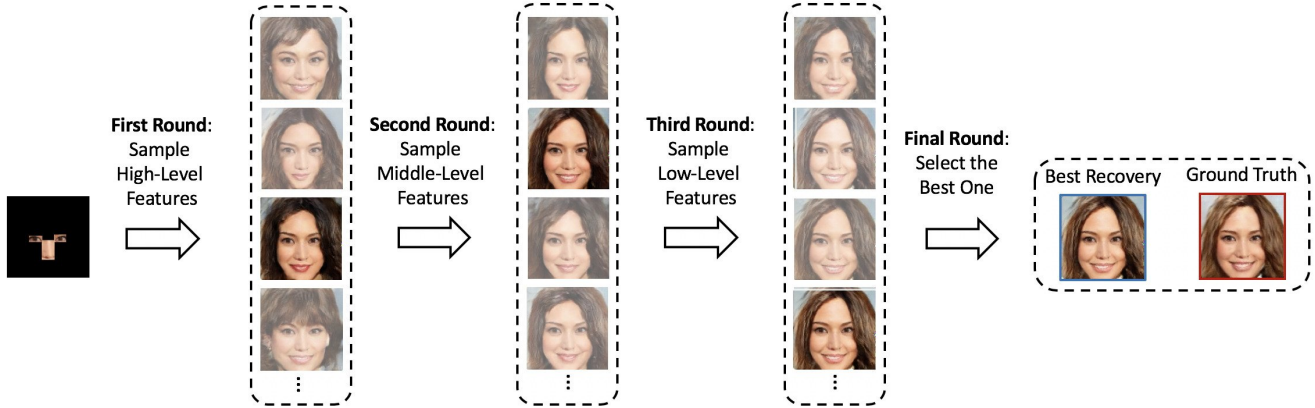 First Round:
Sample
High-Level
Features
Second Round:
Sample
Middle-Level
Features
Third Round:
Sample
Low-Level
Features
Final Round:
Select the
Best One
Best Recovery
Ground Truth